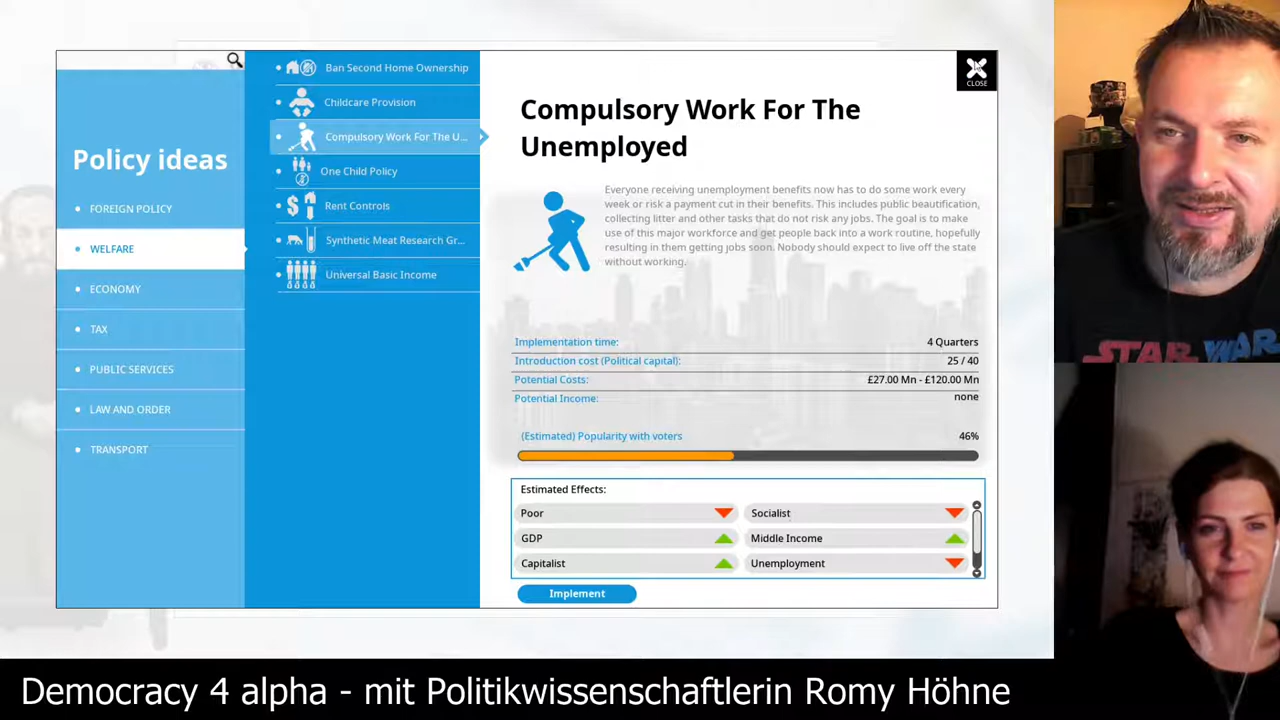 Policy ideas
FOREIGN POLICY
WELFARE
ECONOMY
TAX
PUBLIC SERVICES
LAW AND ORDER
TRANSPORT
Ban Second Home Ownership
Childcare Provision
Compulsory Work For The U...
One Child Policy
Rent Controls
Synthetic Meat Research Gr...
Universal Basic Income
CLOSE
Compulsory Work For The
Unemployed
Everyone receiving unemployment benefits now has to do some work every
week or risk a payment cut in their benefits. This includes public beautification,
collecting litter and other tasks that do not risk any jobs. The goal is to make
use of this major workforce and get people back into a work routine, hopefully
resulting in them getting jobs soon. Nobody should expect to live off the state
without working.
Implementation time: 4 Quarters
Introduction cost (Political capital): 25 / 40
Potential Costs: £27.00 Mn - £120.00 Mn
Potential Income: none
(Estimated) Popularity with voters 46%
Estimated Effects:
Poor Socialist
GDP Middle Income
Capitalist Unemployment
Implement
STAR WARS
Democracy 4 alpha - mit Politikwissenschaftlerin Romy Höhne